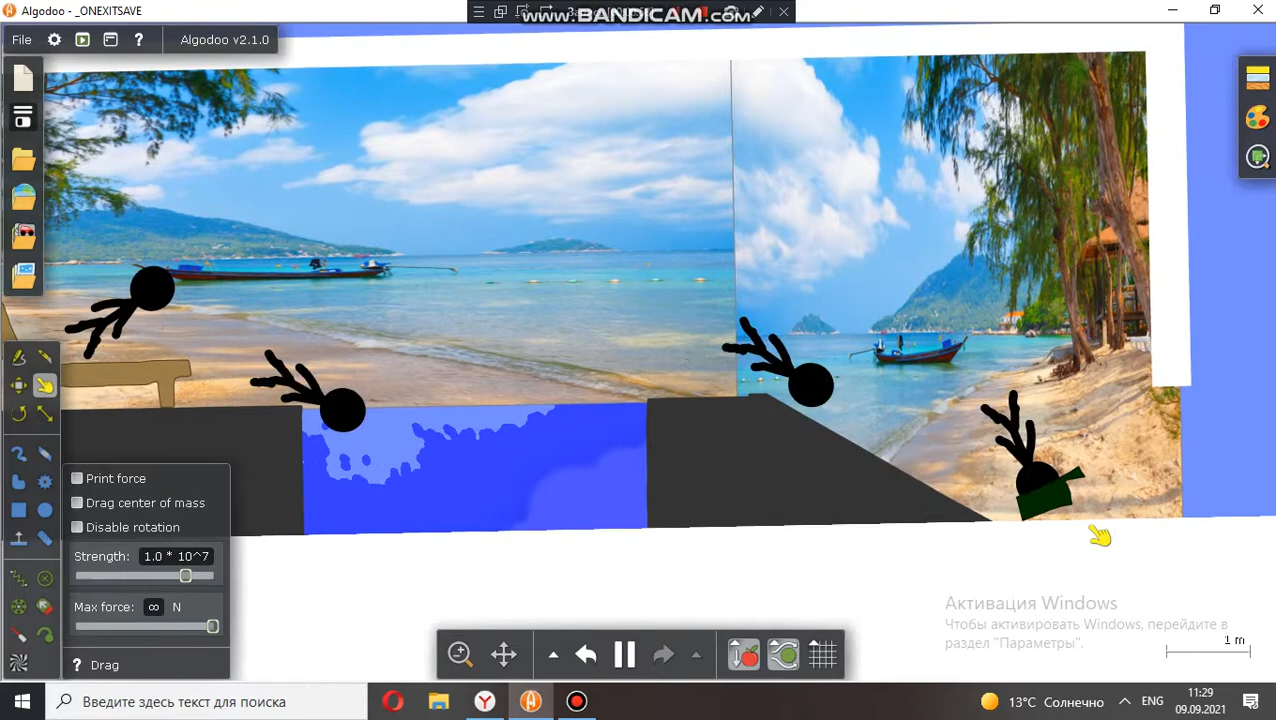 Algodoo - _ONEXITSAVE
www.BANDICAM.com
File
?
Algodoo v2.1.0
Print force
Drag center of mass
Disable rotation
Strength: 1.0 * 10^7
Max force: ∞ N
? Drag
Активация Windows
Чтобы активировать Windows, перейдите в
раздел "Параметры".
1 m
Введите здесь текст для поиска
13°C Солнечно
ENG
11:29
09.09.2021